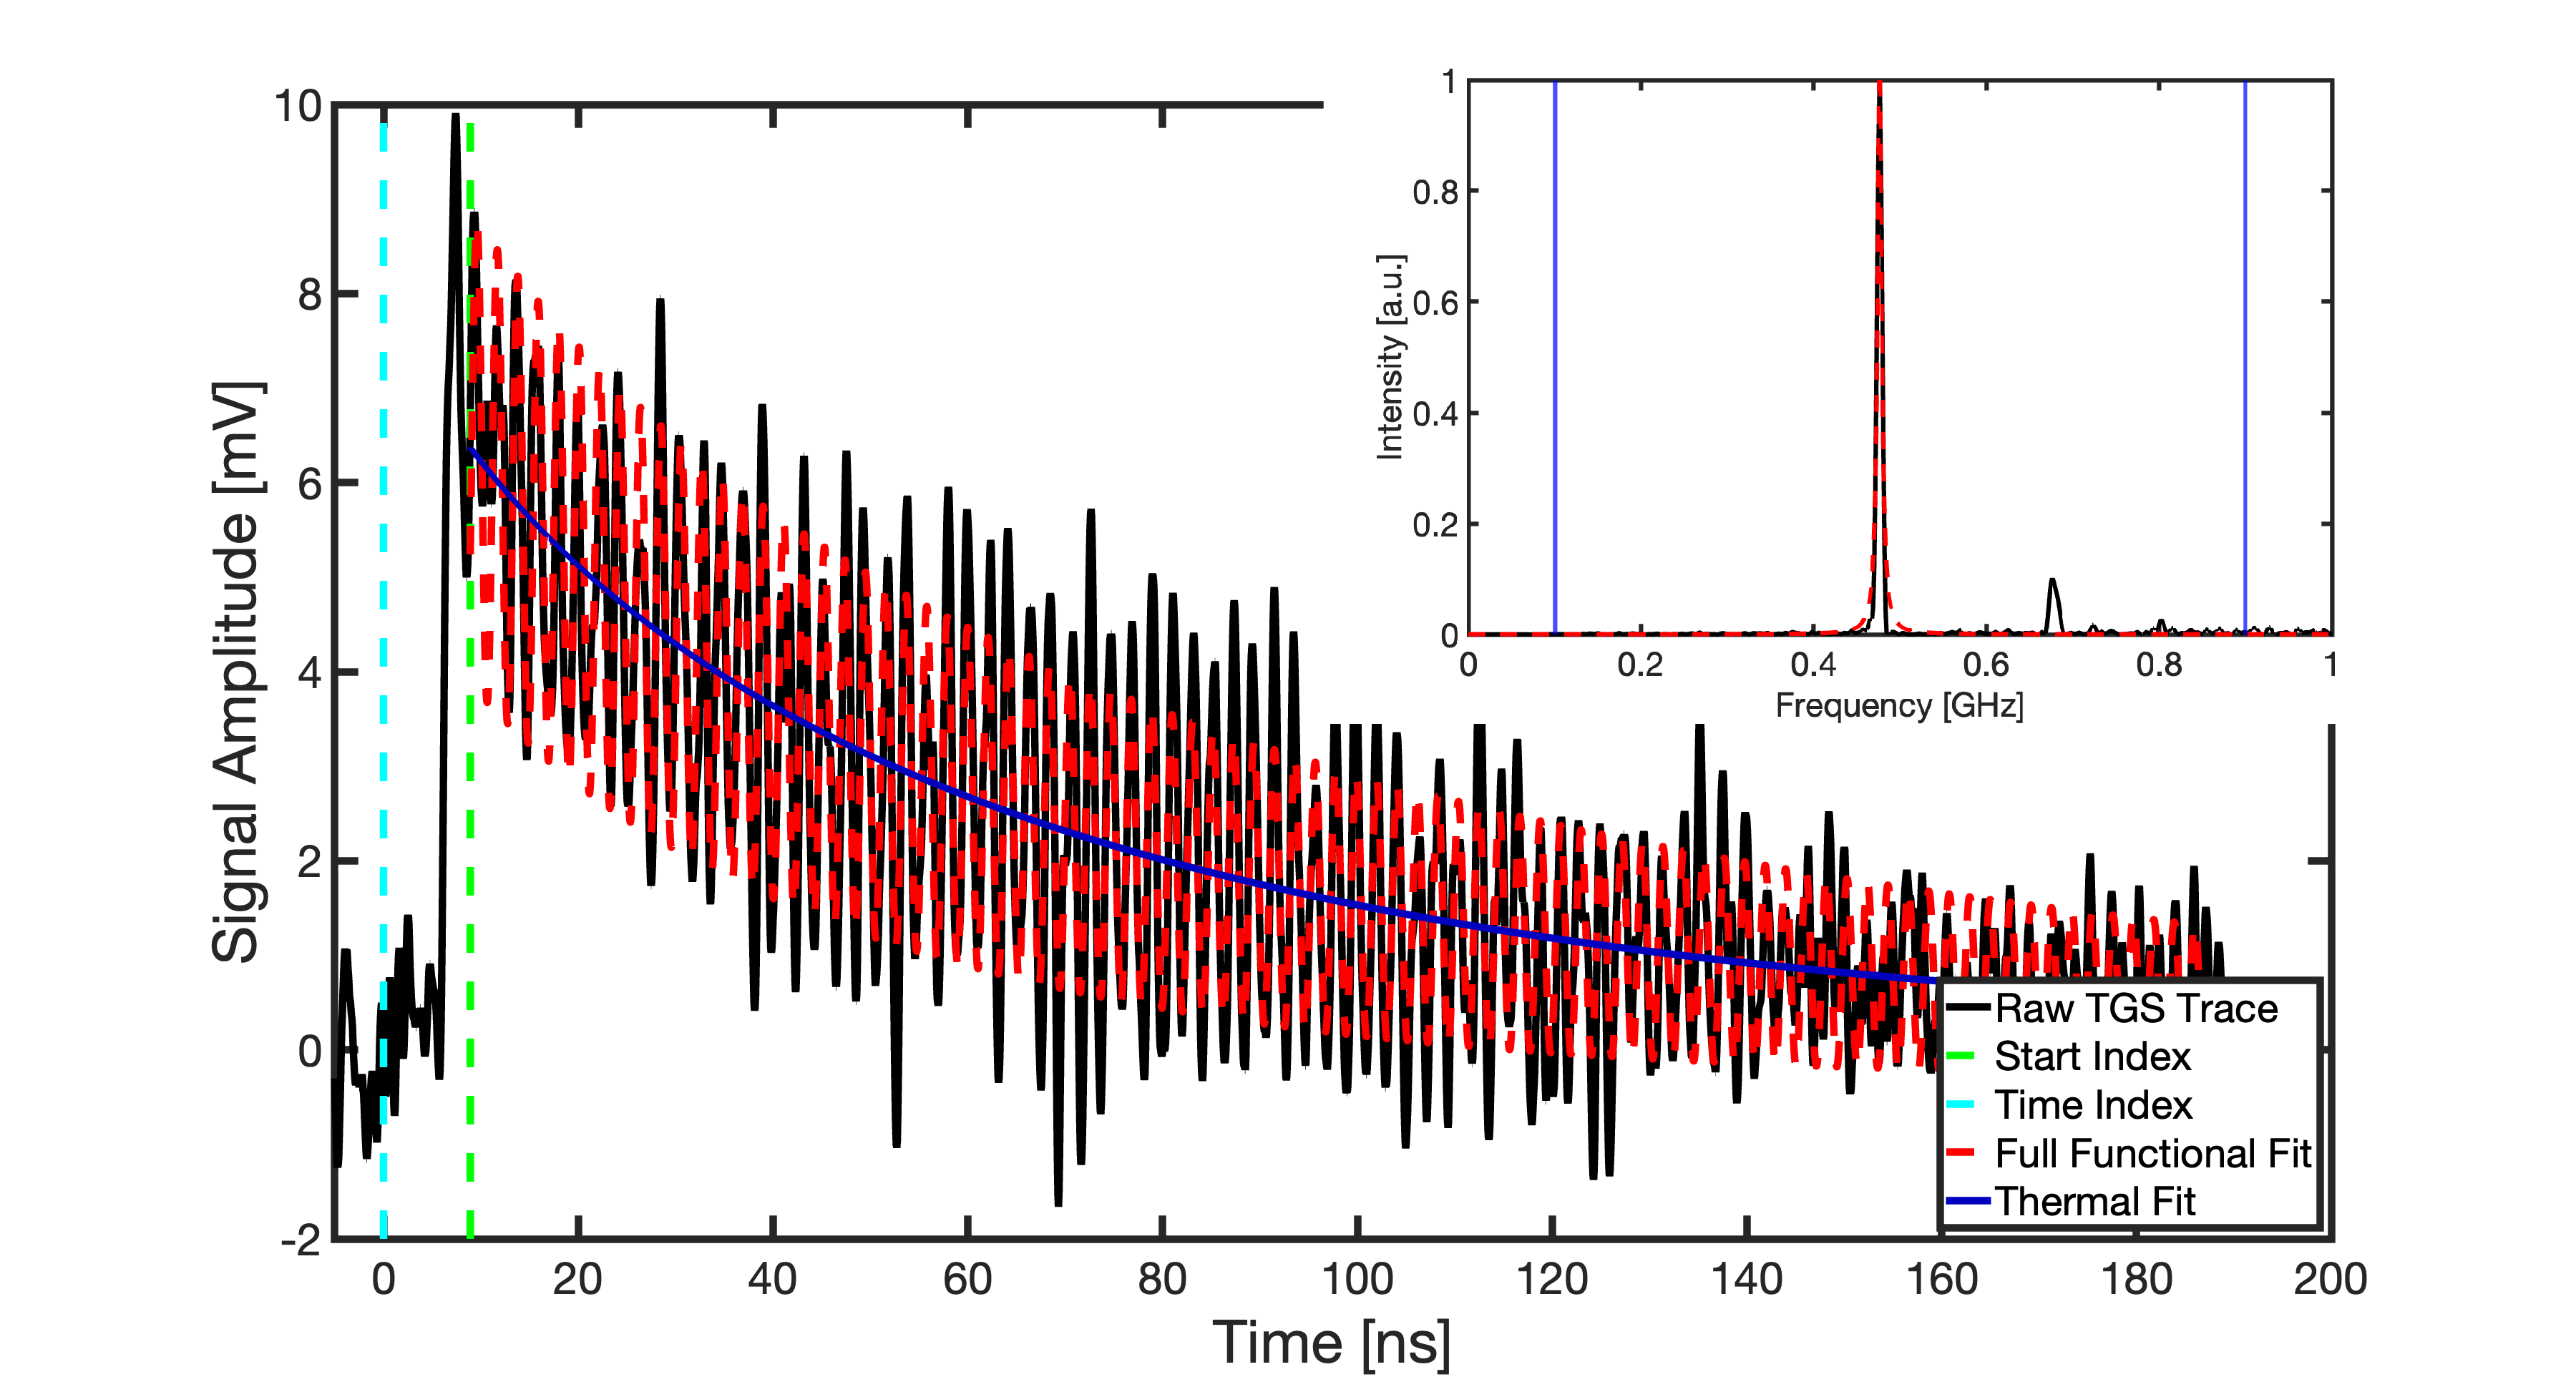 10
8
6
4
2
0
-2
Signal Amplitude [mV]
0 20 40 60 80 100 120 140 160 180 200
Time [ns]
1
0.8
0.6
0.4
0.2
0
Intensity [a.u.]
0 0.2 0.4 0.6 0.8 1
Frequency [GHz]
Raw TGS Trace
Start Index
Time Index
Full Functional Fit
Thermal Fit